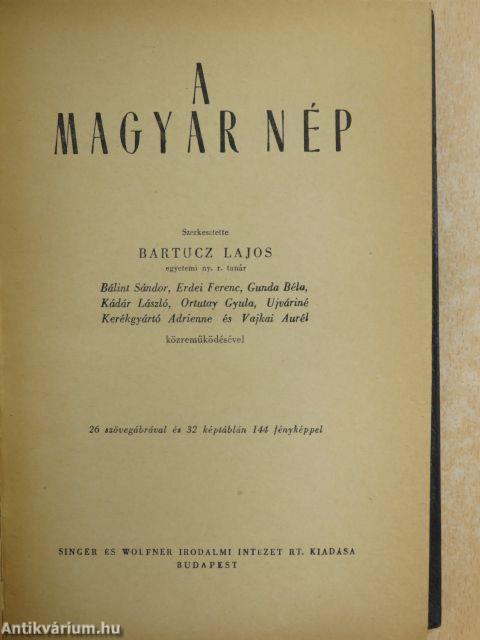 A
MAGYAR NÉP
Szerkesztette
BARTUCZ LAJOS
egyetemi ny. r. tanár
Bálint Sándor, Erdei Ferenc, Gunda Béla,
Kádár László, Ortutay Gyula, Ujváriné
Kerékgyártó Adrienne és Vajkai Aurél
közreműködésével
26 szövegábrával és 32 képtáblán 144 fényképpel
SINGER ÉS WOLFNER IRODALMI INTÉZET RT. KIADÁSA
BUDAPEST
Antikvárium.hu